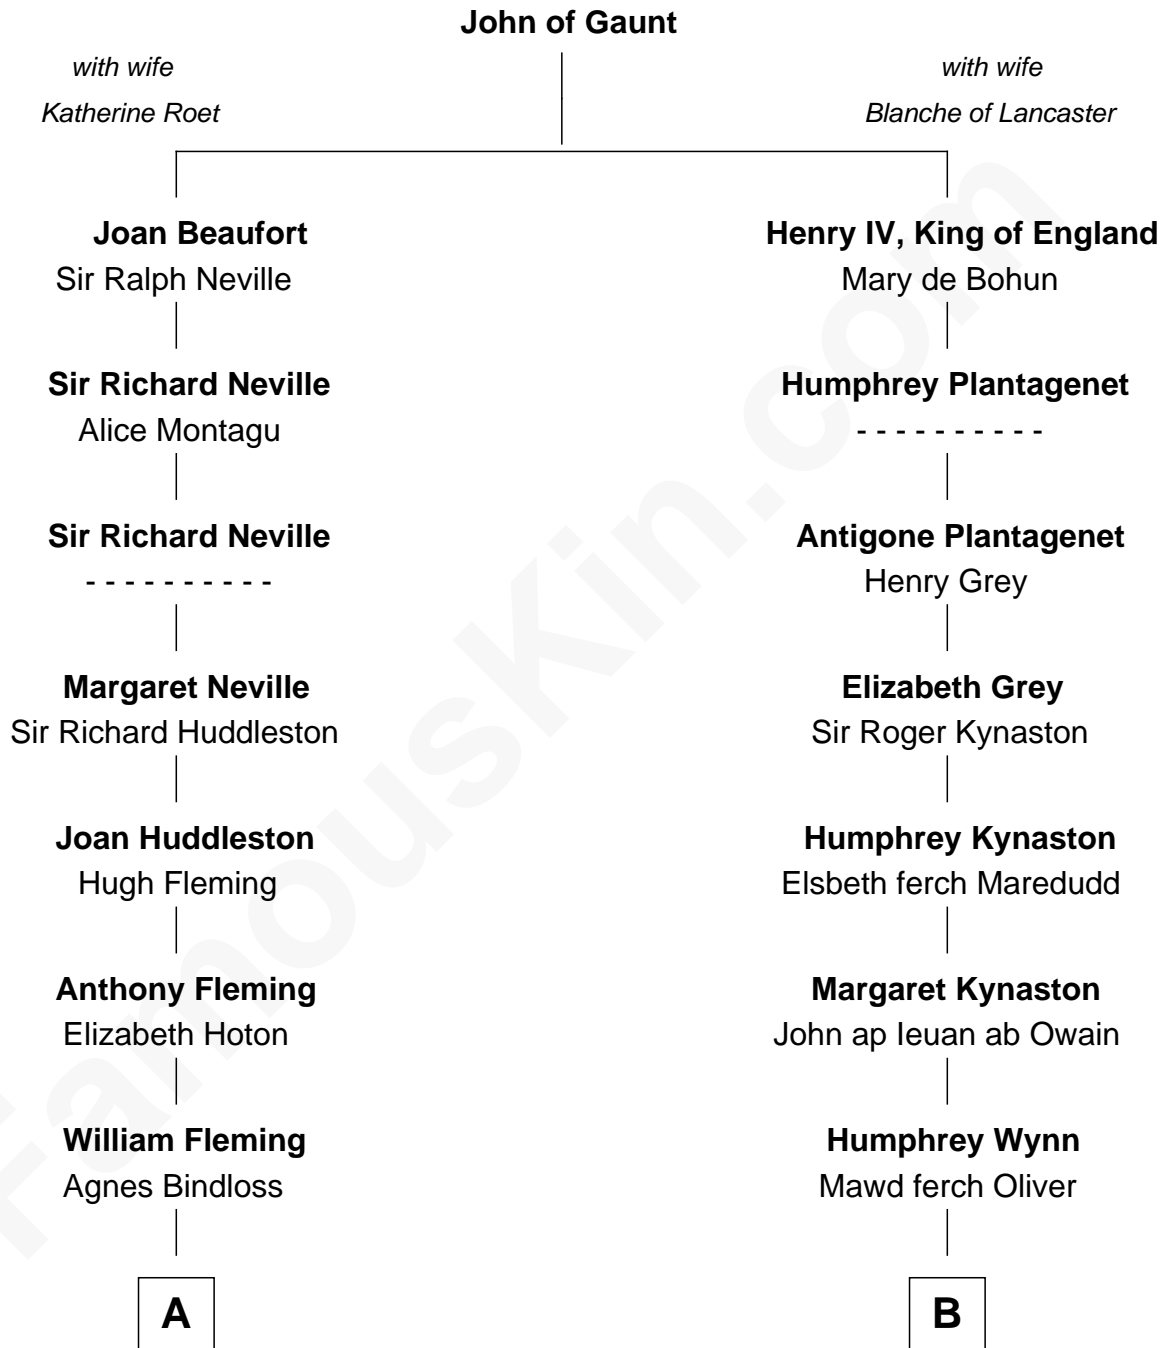 John of Gaunt
with wife
Katherine Roet
with wife
Blanche of Lancaster
Joan Beaufort
Sir Ralph Neville
Henry IV, King of England
Mary de Bohun
Sir Richard Neville
Alice Montagu
Humphrey Plantagenet
- - - - - - - - - -
Sir Richard Neville
- - - - - - - - - -
Antigone Plantagenet
Henry Grey
Margaret Neville
Sir Richard Huddleston
Elizabeth Grey
Sir Roger Kynaston
Joan Huddleston
Hugh Fleming
Humphrey Kynaston
Elsbeth ferch Maredudd
Anthony Fleming
Elizabeth Hoton
Margaret Kynaston
John ap Ieuan ab Owain
William Fleming
Agnes Bindloss
Humphrey Wynn
Mawd ferch Oliver
A
B
FamousKin.com